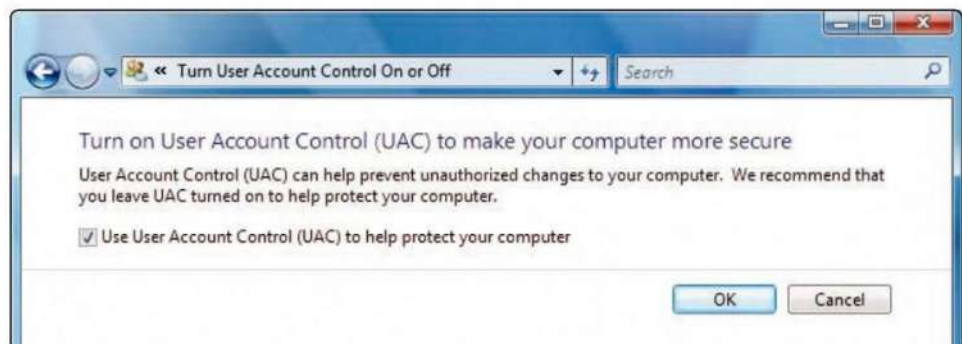 « Turn User Account Control On or Off
Search
Turn on User Account Control (UAC) to make your computer more secure
User Account Control (UAC) can help prevent unauthorized changes to your computer. We recommend that
you leave UAC turned on to help protect your computer.
Use User Account Control (UAC) to help protect your computer
OK
Cancel